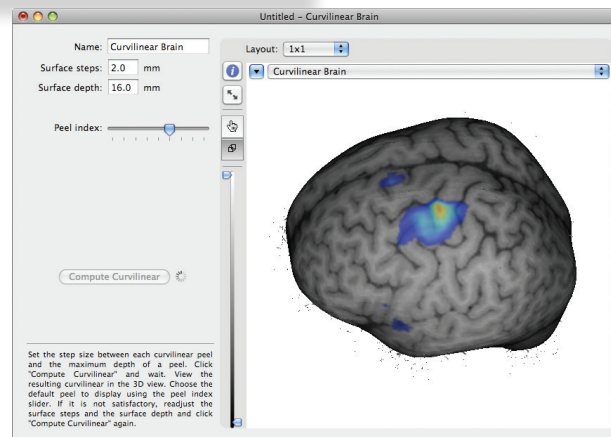 Untitled – Curvilinear Brain
Name: Curvilinear Brain
Surface steps: 2.0 mm
Surface depth: 16.0 mm
Peel index:
Compute Curvilinear
Set the step size between each curvilinear peel
and the maximum depth of a peel. Click
"Compute Curvilinear" and wait. View the
resulting curvilinear in the 3D view. Choose the
default peel to display using the peel index
slider. If it is not satisfactory, readjust the
surface steps and the surface depth and click
"Compute Curvilinear" again.
Layout: 1x1
Curvilinear Brain